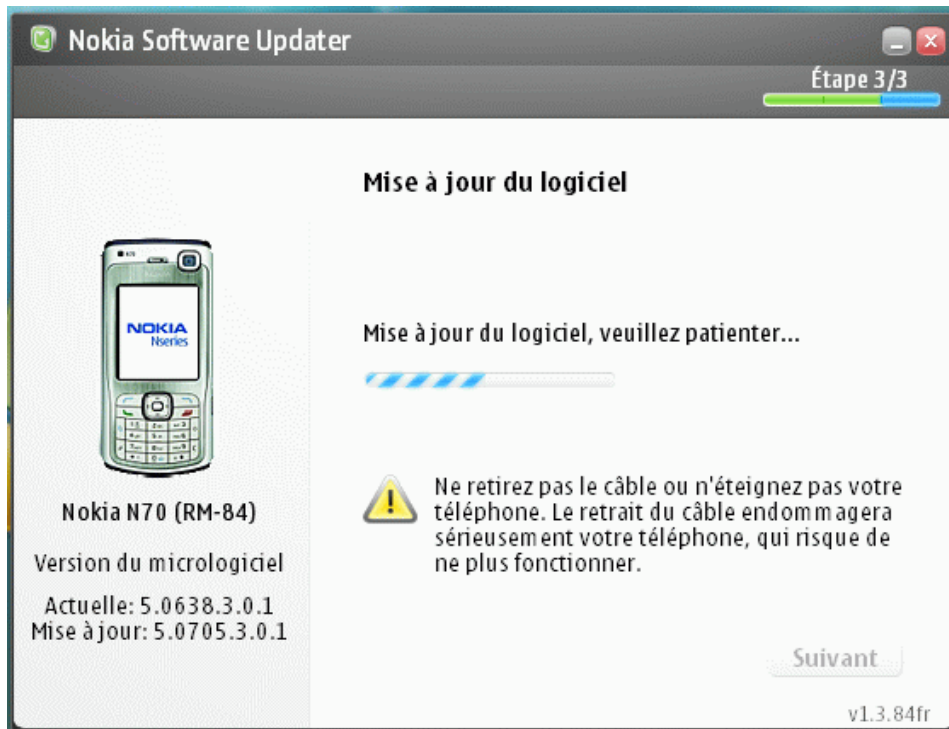 Nokia Software Updater
Étape 3/3
Mise à jour du logiciel
NOKIA
Nseries
Mise à jour du logiciel, veuillez patienter...
Nokia N70 (RM-84)
Version du micrologiciel
Actuelle: 5.0638.3.0.1
Mise à jour: 5.0705.3.0.1
Ne retirez pas le câble ou n'éteignez pas votre
téléphone. Le retrait du câble endommagera
sérieusement votre téléphone, qui risque de
ne plus fonctionner.
Suivant
v1.3.84fr